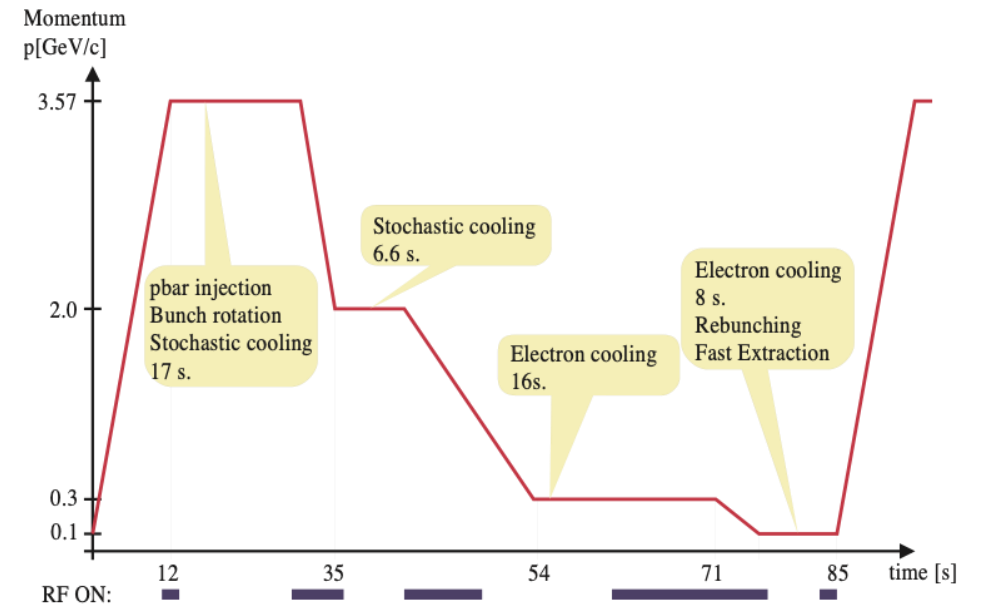 Momentum
p[GeV/c]
3.57
Stochastic cooling
6.6 s.
pbar injection
Bunch rotation
Stochastic cooling
17 s.
Electron cooling
8 s.
Rebunching
Fast Extraction
2.0
Electron cooling
16s.
0.3
0.1
12 35 54 71 85 time [s]
RF ON: